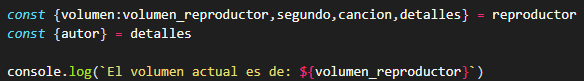 const {volumen:volumen_reproductor,segundo,cancion,detalles} = reproductor
const {autor} = detalles
console.log(`El volumen actual es de: ${volumen_reproductor}`)